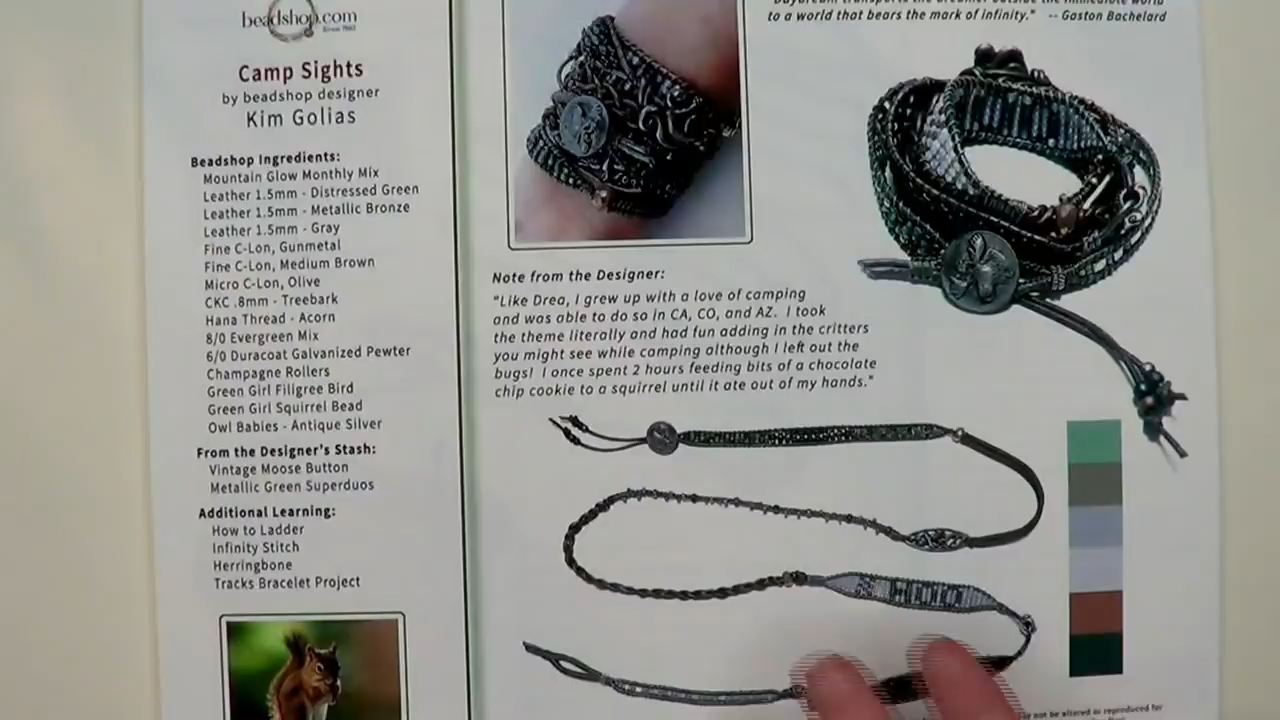 beadshop.com
Camp Sights
by beadshop designer
Kim Golias
Beadshop Ingredients:
Mountain Glow Monthly Mix
Leather 1.5mm - Distressed Green
Leather 1.5mm - Metallic Bronze
Leather 1.5mm - Gray
Fine C-Lon, Gunmetal
Fine C-Lon, Medium Brown
Micro C-Lon, Olive
CKC .8mm - Treebark
Hana Thread - Acorn
8/0 Evergreen Mix
6/0 Duracoat Galvanized Pewter
Champagne Rollers
Green Girl Filigree Bird
Green Girl Squirrel Bead
Owl Babies - Antique Silver
From the Designer's Stash:
Vintage Moose Button
Metallic Green Superduos
Additional Learning:
How to Ladder
Infinity Stitch
Herringbone
Tracks Bracelet Project
to a world that bears the mark of infinity." -- Gaston Bachelard
Note from the Designer:
"Like Drea, I grew up with a love of camping
and was able to do so in CA, CO, and AZ. I took
the theme literally and had fun adding in the critters
you might see while camping although I left out the
bugs! I once spent 2 hours feeding bits of a chocolate
chip cookie to a squirrel until it ate out of my hands."
not be altered or reproduced for